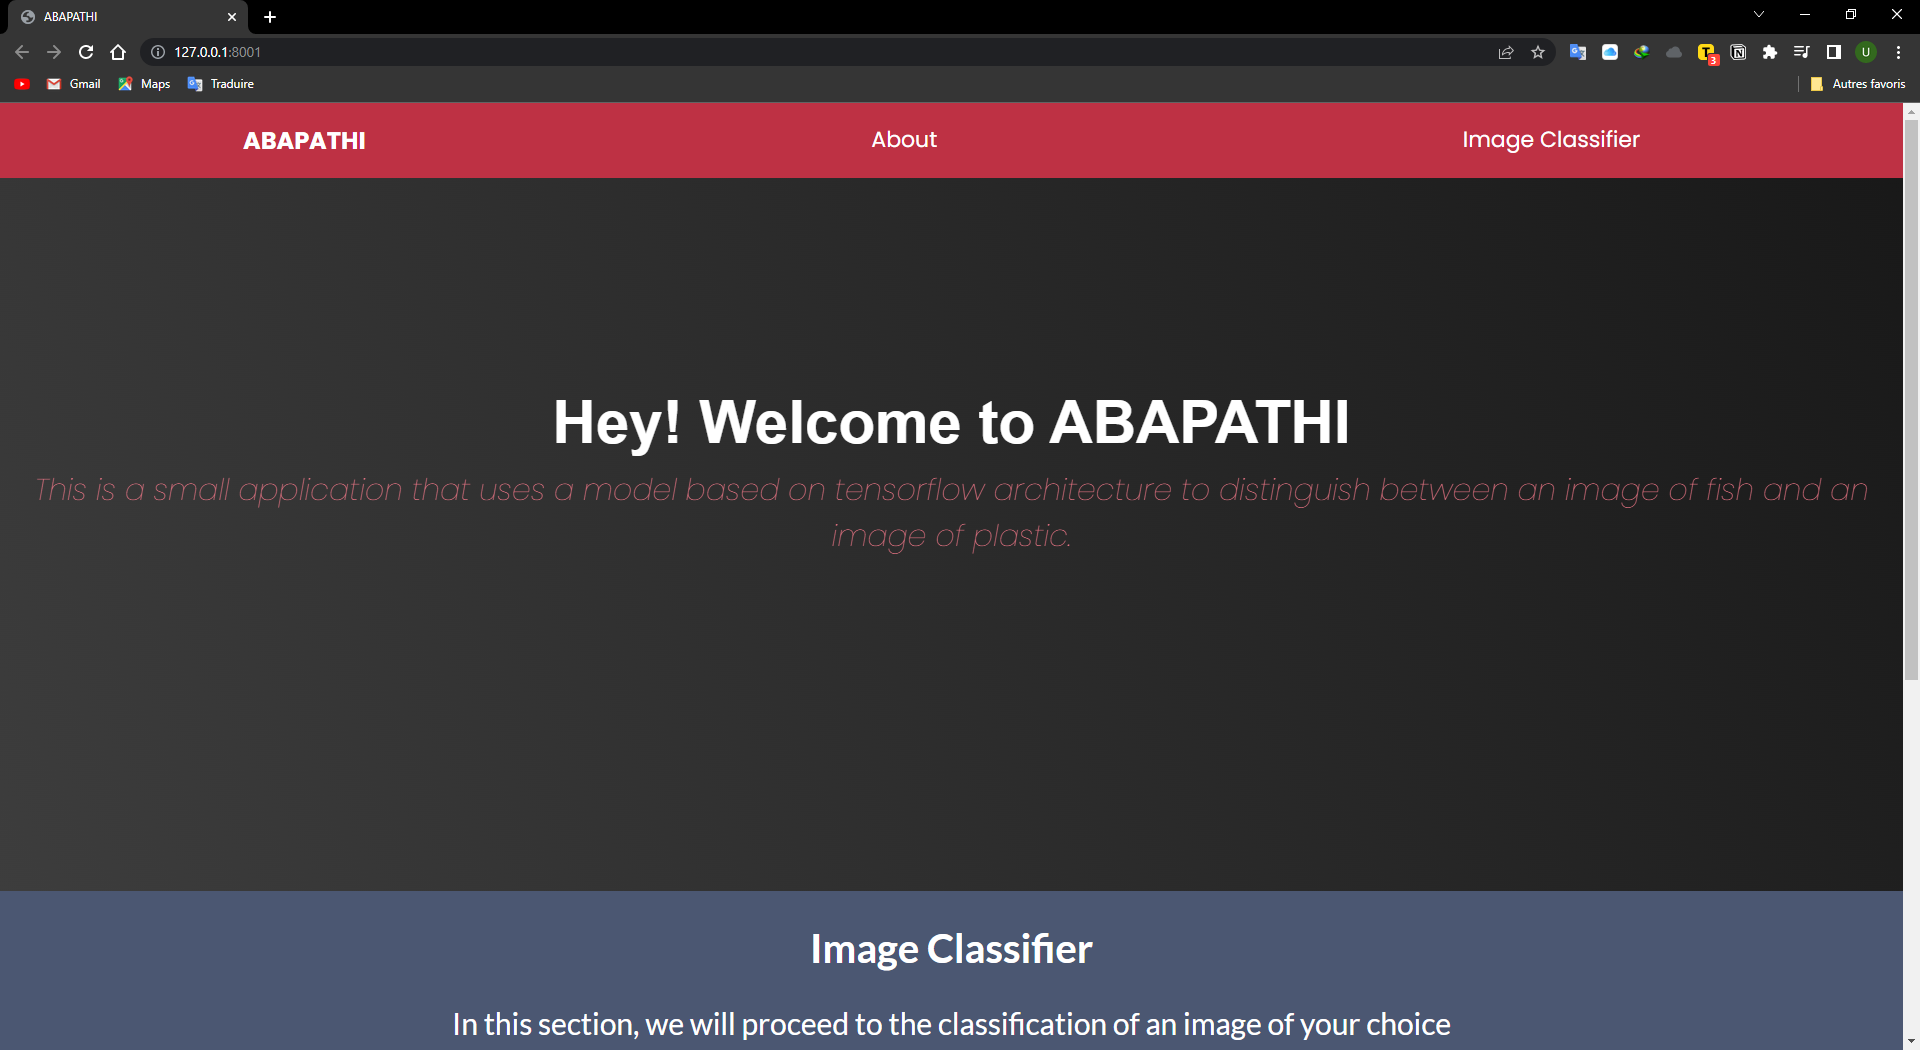 ABAPATHI
127.0.0.1:8001
T 3
U
Gmail Maps Traduire Autres favoris
ABAPATHI About Image Classifier
Hey! Welcome to ABAPATHI
This is a small application that uses a model based on tensorflow architecture to distinguish between an image of fish and an
image of plastic.
Image Classifier
In this section, we will proceed to the classification of an image of your choice